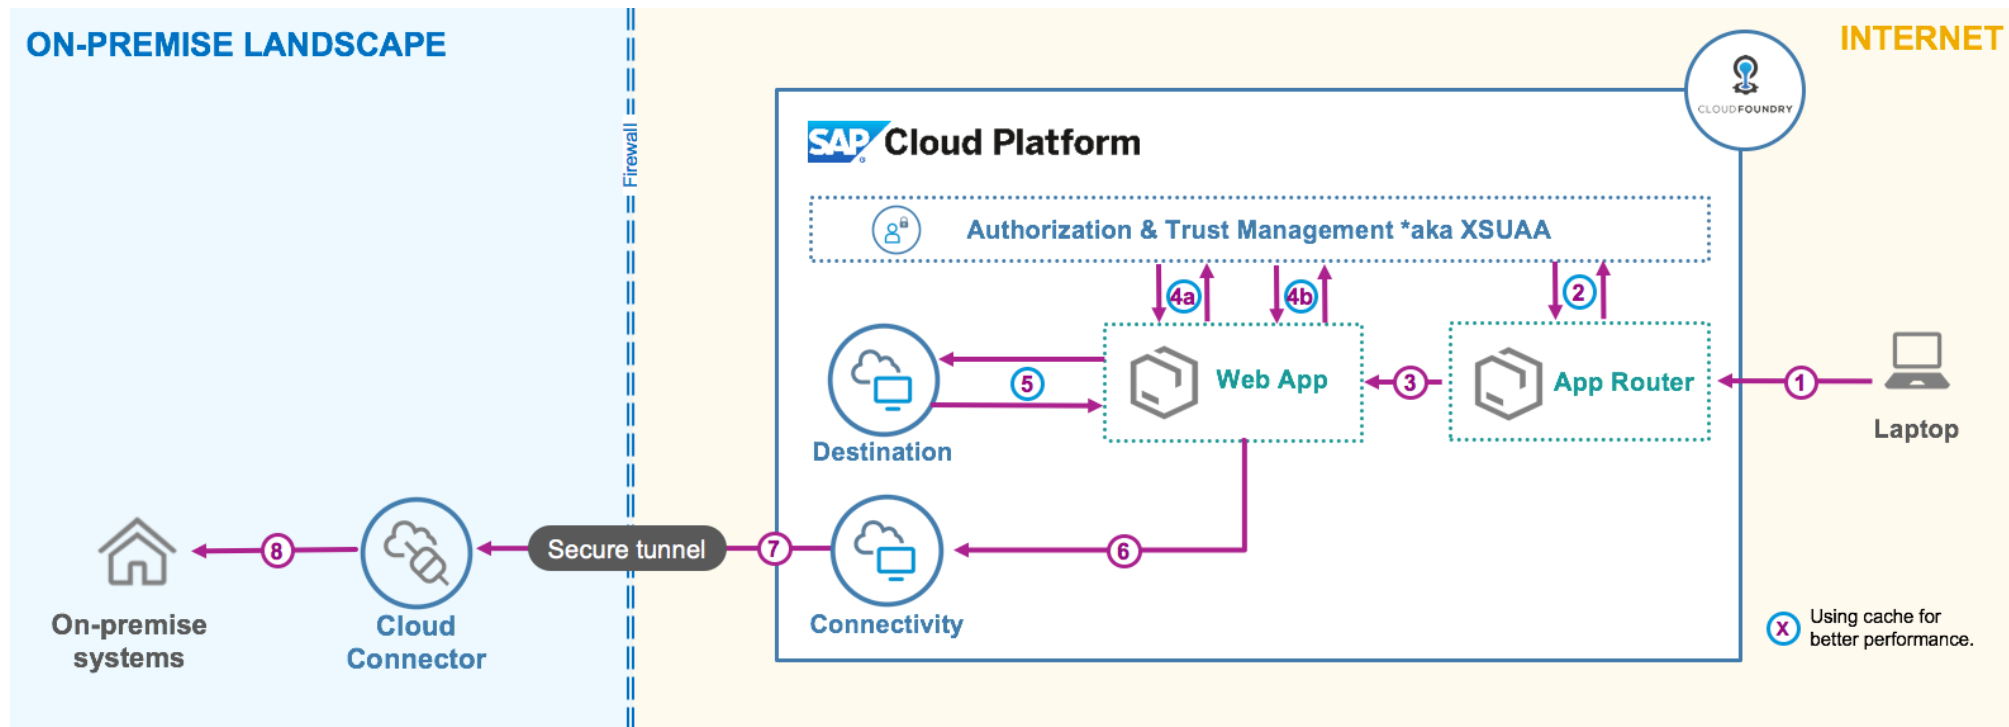 ON-PREMISE LANDSCAPE
INTERNET
CLOUDFOUNDRY
Firewall
SAP Cloud Platform
Authorization & Trust Management *aka XSUAA
4a
4b
2
5
Web App
3
App Router
1
Laptop
Destination
8
Secure tunnel
7
6
On-premise
systems
Cloud
Connector
Connectivity
X
Using cache for
better performance.